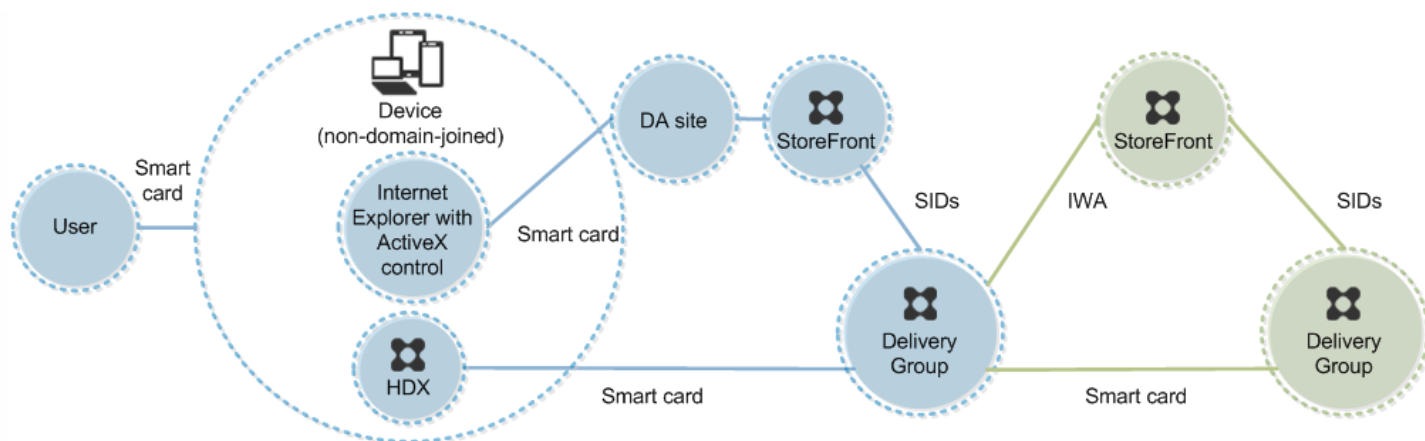 User
Smart
card
Device
(non-domain-joined)
Internet
Explorer with
ActiveX
control
HDX
Smart card
DA site
StoreFront
SIDs
Smart card
Delivery
Group
IWA
StoreFront
SIDs
Smart card
Delivery
Group